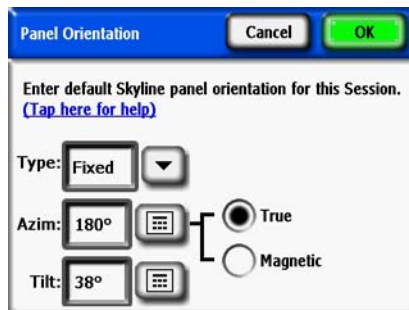 Panel Orientation Cancel OK
Enter default Skyline panel orientation for this Session.
(Tap here for help)
Type: Fixed
Azim: 180° True
Magnetic
Tilt: 38°